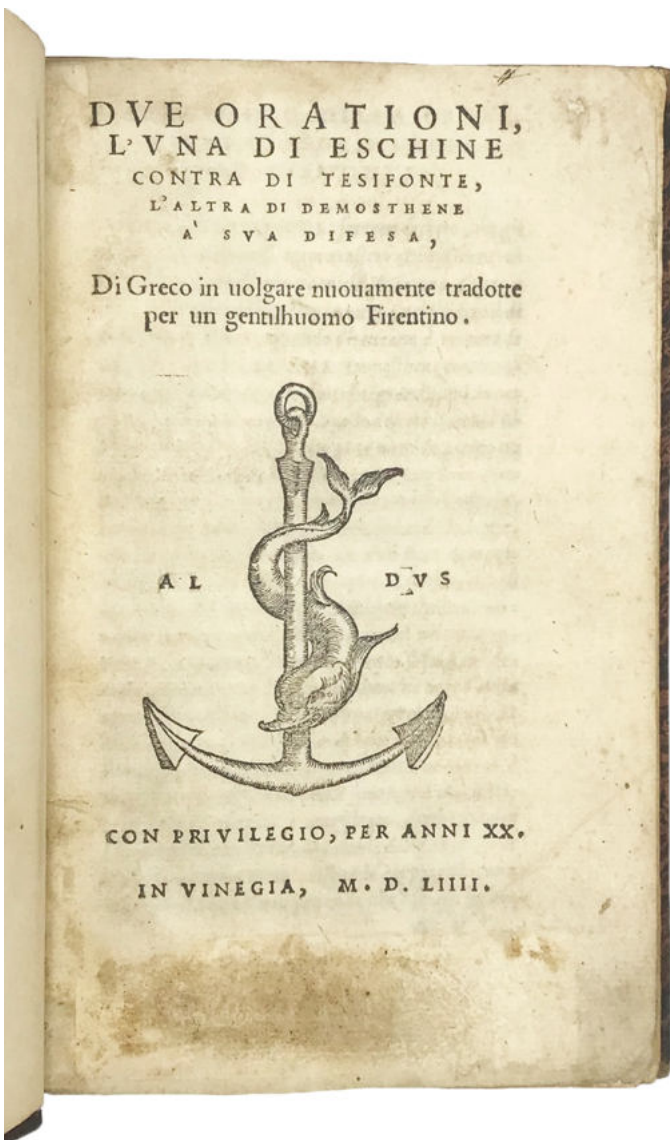 DVE ORATIONI,
L'VNA DI ESCHINE
CONTRA DI TESIFONTE,
L'ALTRA DI DEMOSTHENE
A' SVA DIFESA,
Di Greco in uolgare nuouamente tradotte
per un gentilhuomo Firentino.
AL DVS
CON PRIVILEGIO, PER ANNI XX.
IN VINEGIA, M. D. LIIII.